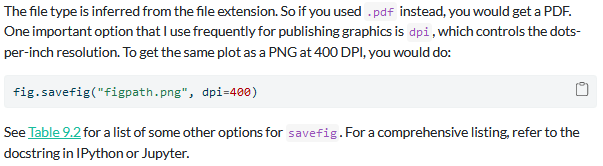 The file type is inferred from the file extension. So if you used .pdf instead, you would get a PDF.
One important option that I use frequently for publishing graphics is dpi, which controls the dots-
per-inch resolution. To get the same plot as a PNG at 400 DPI, you would do:
fig.savefig("figpath.png", dpi=400)
See Table 9.2 for a list of some other options for savefig. For a comprehensive listing, refer to the
docstring in IPython or Jupyter.